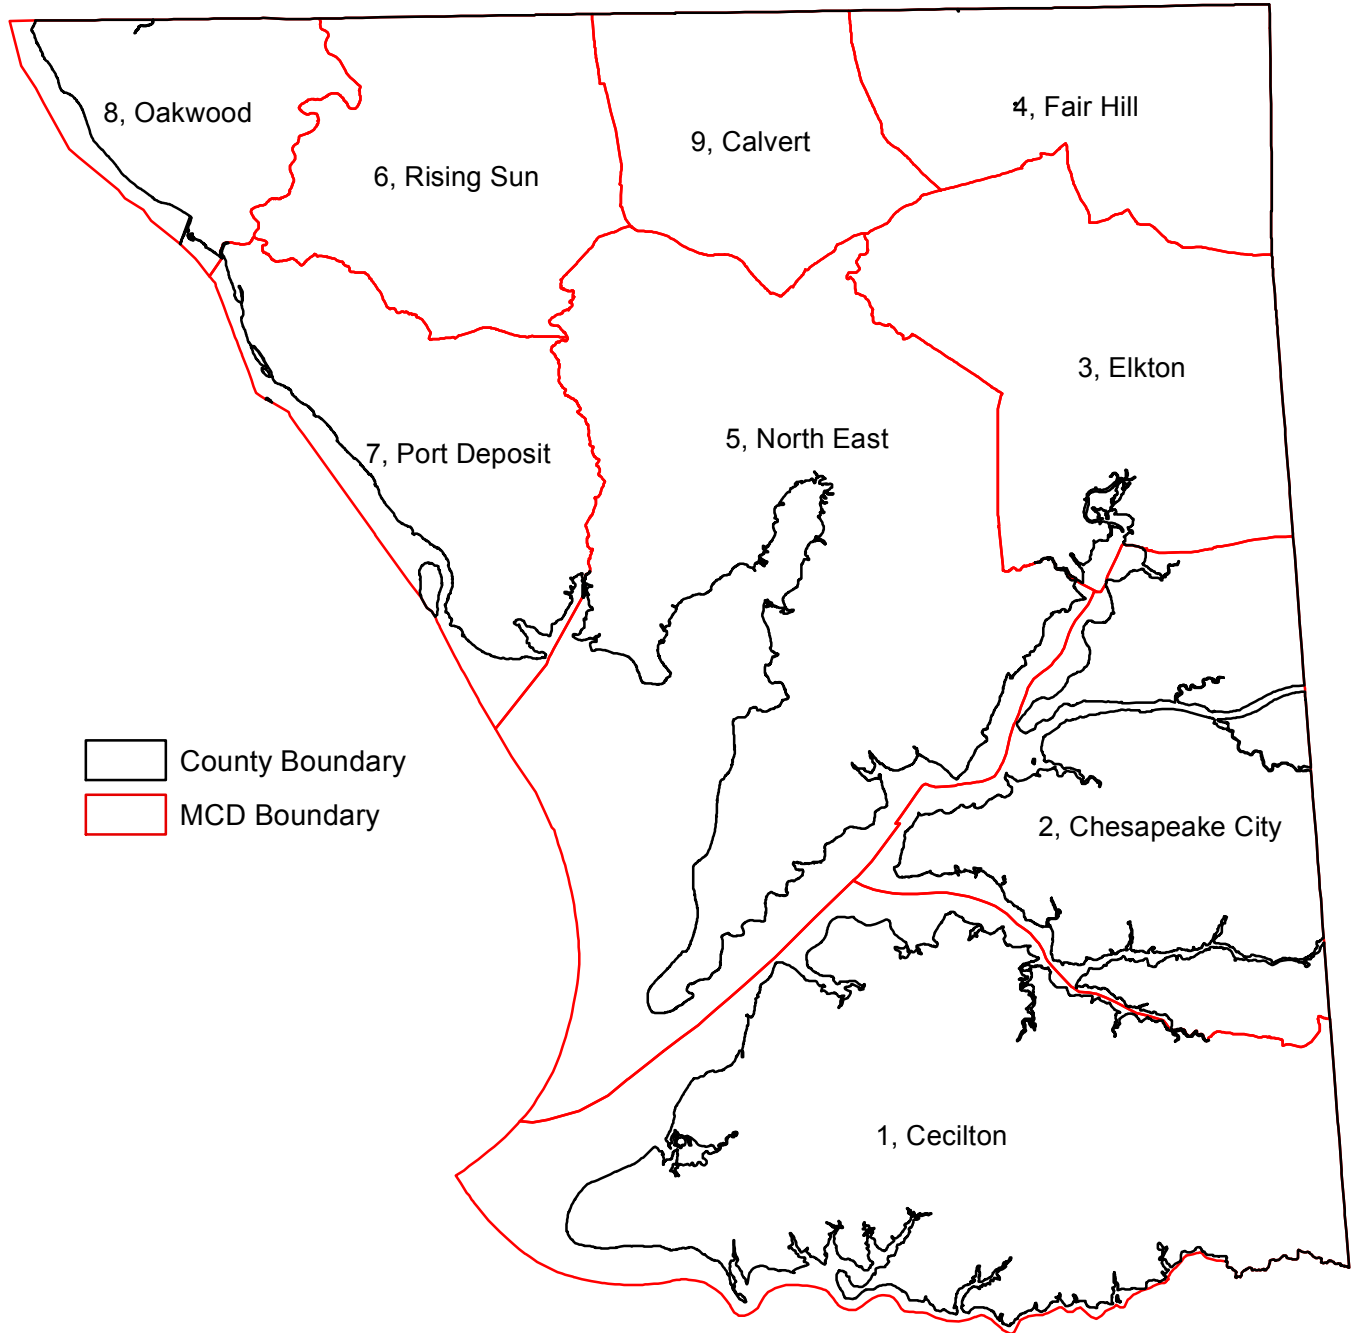 8, Oakwood
4, Fair Hill
9, Calvert
6, Rising Sun
3, Elkton
5, North East
7, Port Deposit
County Boundary
MCD Boundary
2, Chesapeake City
1, Cecilton